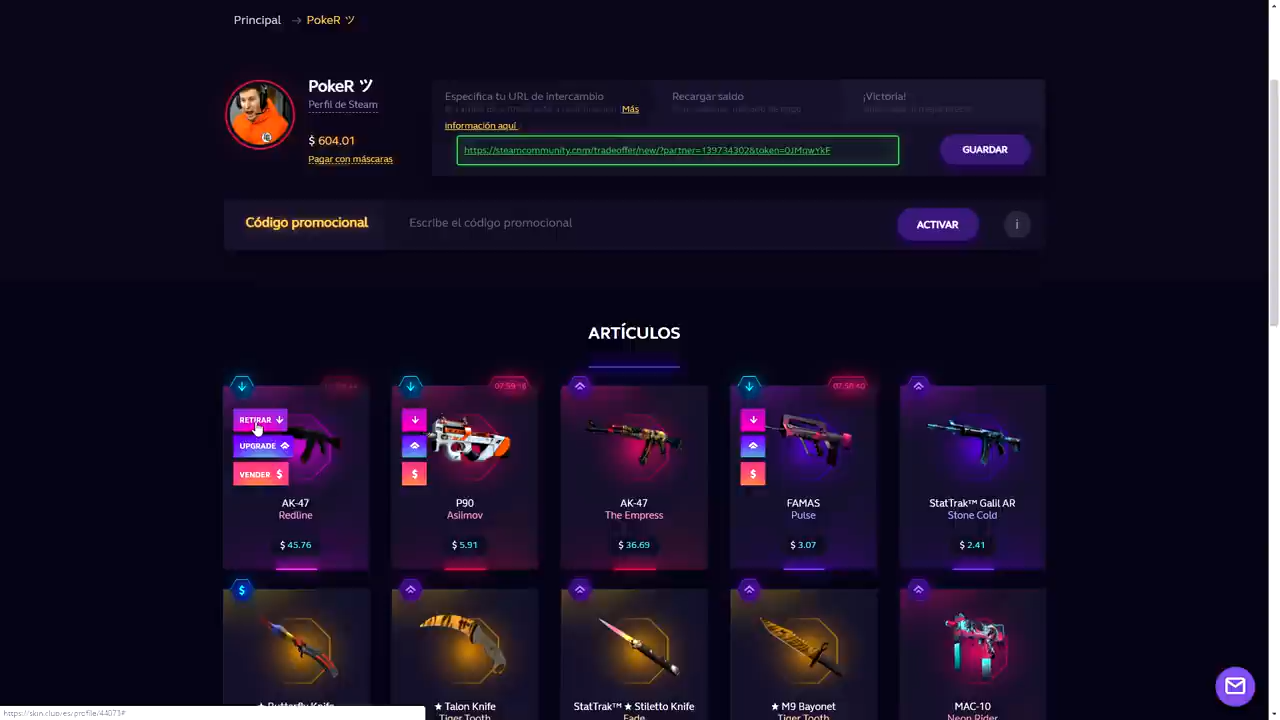 Principal → PokeR ツ
PokeR ツ
Perfil de Steam
$ 604.01
Pagar con máscaras
Especifica tu URL de intercambio
Más
información aquí.
Recargar saldo
¡Victoria!
https://steamcommunity.com/tradeoffer/new/?partner=139734302&token=0JMqwYkF
GUARDAR
Código promocional
Escribe el código promocional
ACTIVAR
i
ARTÍCULOS
RETIRAR
UPGRADE
VENDER $
AK-47
Redline
$ 45.76
$
P90
Asiimov
$ 5.91
AK-47
The Empress
$ 36.69
07:58:40
$
FAMAS
Pulse
$ 3.07
StatTrak™ Galil AR
Stone Cold
$ 2.41
$
★ Butterfly Knife
★ Talon Knife
Tiger Tooth
StatTrak™ ★ Stiletto Knife
Fade
★ Bayonet
Tiger Tooth
MAC-10
Neon Rider
https://skin.club/es/profile/44073#